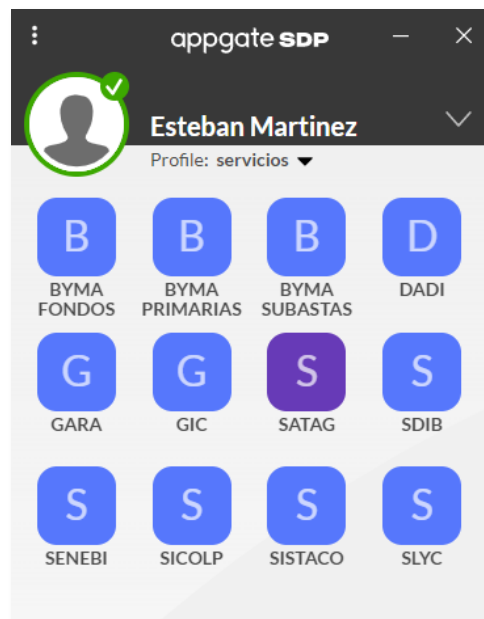 appgate SDP
Esteban Martinez
Profile: servicios
B B B D
BYMA FONDOS
BYMA PRIMARIAS
BYMA SUBASTAS
DADI
G G S S
GARA GIC SATAG SDIB
S S S S
SENEBI SICOLP SISTACO SLYC